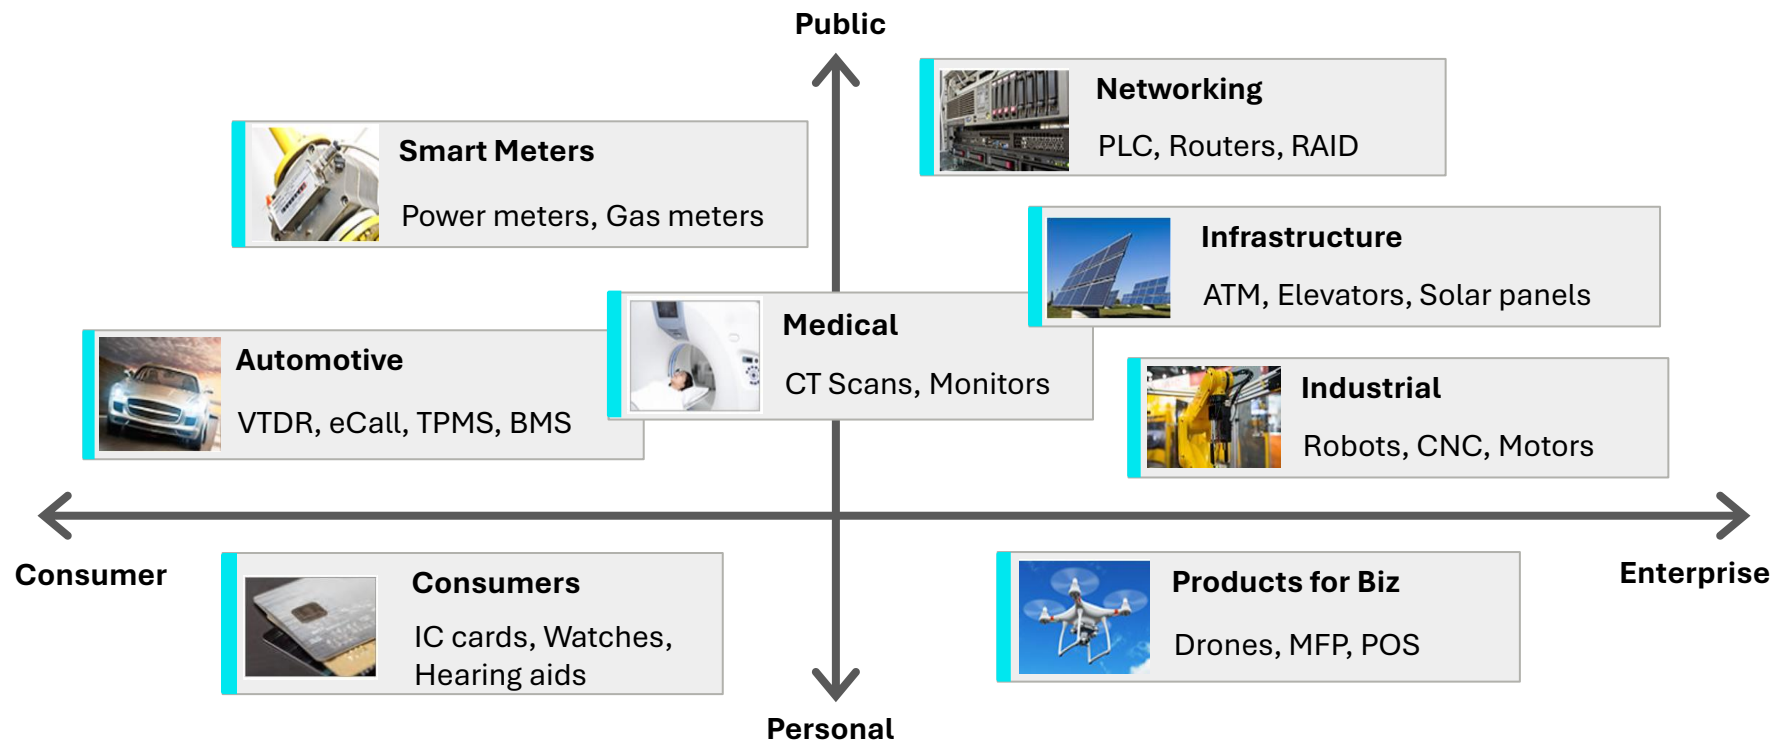 Public
Networking
PLC, Routers, RAID
Smart Meters
Power meters, Gas meters
Infrastructure
ATM, Elevators, Solar panels
Medical
CT Scans, Monitors
Automotive
VTDR, eCall, TPMS, BMS
Industrial
Robots, CNC, Motors
Consumer
Enterprise
Consumers
IC cards, Watches,
Hearing aids
Products for Biz
Drones, MFP, POS
Personal